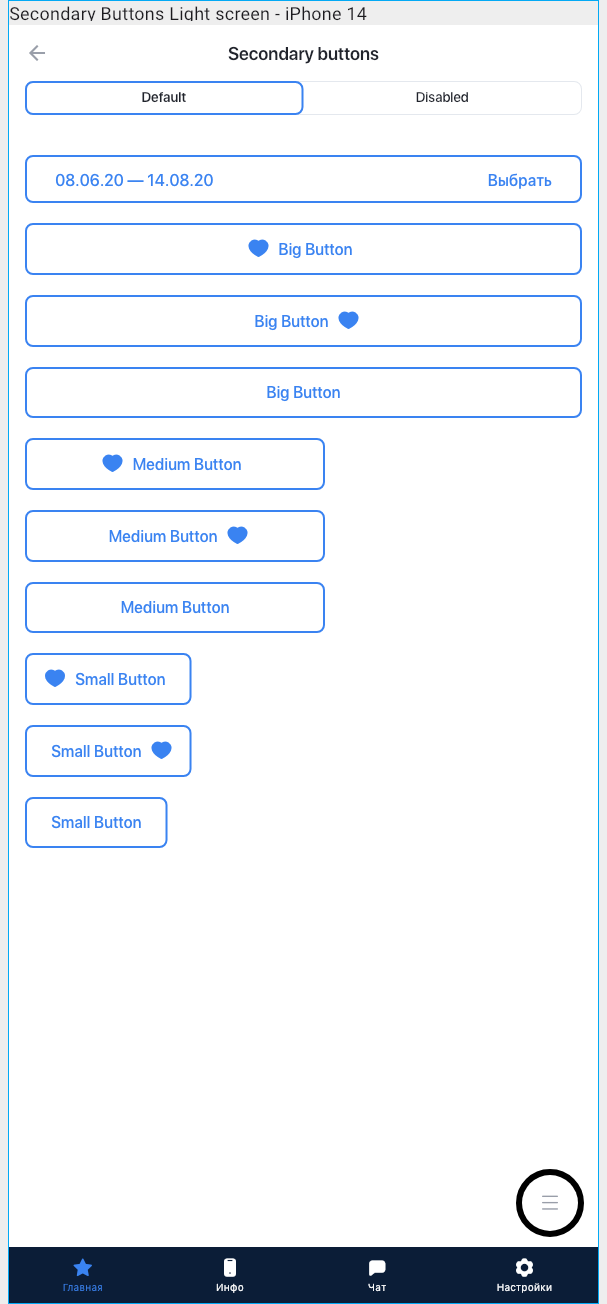 Secondary Buttons Light screen - iPhone 14
Secondary buttons
Default Disabled
08.06.20 — 14.08.20 Выбрать
Big Button
Big Button
Big Button
Medium Button
Medium Button
Medium Button
Small Button
Small Button
Small Button
Главная Инфо Чат Настройки